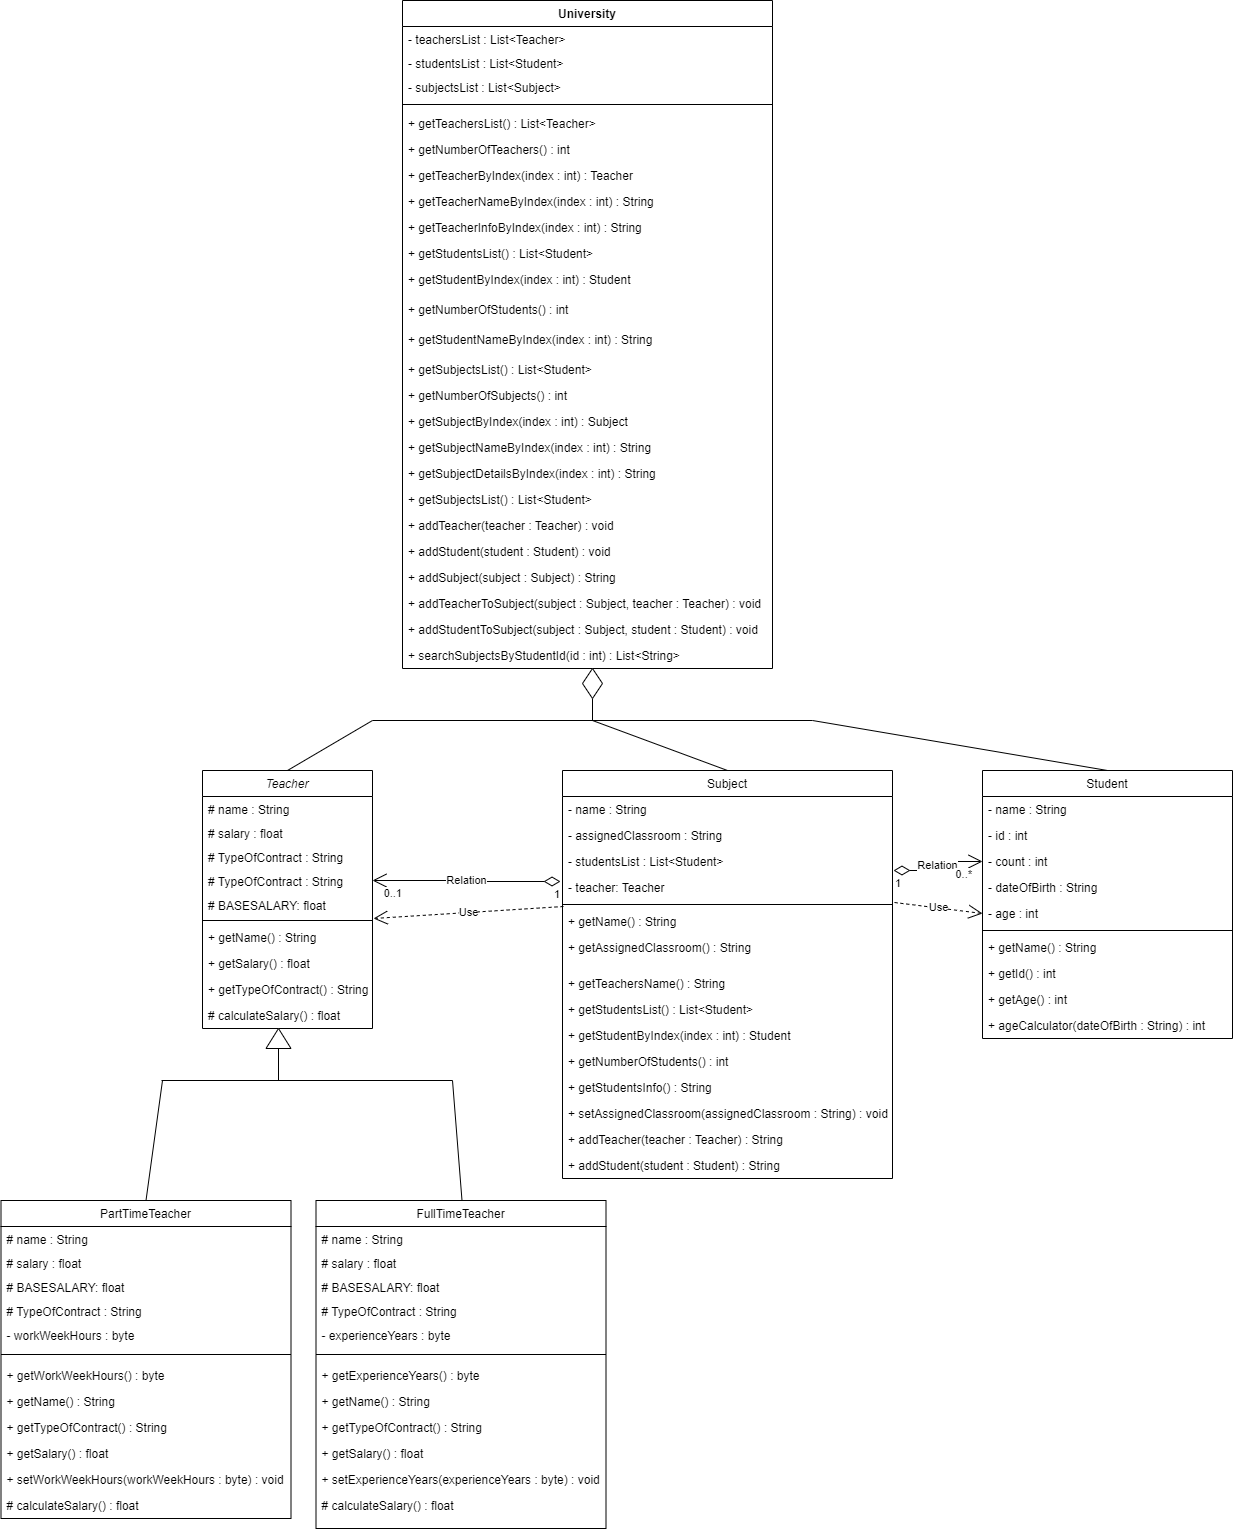 University
- teachersList : List<Teacher>
- studentsList : List<Student>
- subjectsList : List<Subject>
+ getTeachersList() : List<Teacher>
+ getNumberOfTeachers() : int
+ getTeacherByIndex(index : int) : Teacher
+ getTeacherNameByIndex(index : int) : String
+ getTeacherInfoByIndex(index : int) : String
+ getStudentsList() : List<Student>
+ getStudentByIndex(index : int) : Student
+ getNumberOfStudents() : int
+ getStudentNameByIndex(index : int) : String
+ getSubjectsList() : List<Student>
+ getNumberOfSubjects() : int
+ getSubjectByIndex(index : int) : Subject
+ getSubjectNameByIndex(index : int) : String
+ getSubjectDetailsByIndex(index : int) : String
+ getSubjectsList() : List<Student>
+ addTeacher(teacher : Teacher) : void
+ addStudent(student : Student) : void
+ addSubject(subject : Subject) : String
+ addTeacherToSubject(subject : Subject, teacher : Teacher) : void
+ addStudentToSubject(subject : Subject, student : Student) : void
+ searchSubjectsByStudentId(id : int) : List<String>
Teacher
# name : String
# salary : float
# TypeOfContract : String
# TypeOfContract : String
# BASESALARY: float
+ getName() : String
+ getSalary() : float
+ getTypeOfContract() : String
# calculateSalary() : float
Relation
0..1
1
Use
Subject
- name : String
- assignedClassroom : String
- studentsList : List<Student>
- teacher: Teacher
+ getName() : String
+ getAssignedClassroom() : String
+ getTeachersName() : String
+ getStudentsList() : List<Student>
+ getStudentByIndex(index : int) : Student
+ getNumberOfStudents() : int
+ getStudentsInfo() : String
+ setAssignedClassroom(assignedClassroom : String) : void
+ addTeacher(teacher : Teacher) : String
+ addStudent(student : Student) : String
Relation
0..*
1
Use
Student
- name : String
- id : int
- count : int
- dateOfBirth : String
- age : int
+ getName() : String
+ getId() : int
+ getAge() : int
+ ageCalculator(dateOfBirth : String) : int
PartTimeTeacher
# name : String
# salary : float
# BASESALARY: float
# TypeOfContract : String
- workWeekHours : byte
+ getWorkWeekHours() : byte
+ getName() : String
+ getTypeOfContract() : String
+ getSalary() : float
+ setWorkWeekHours(workWeekHours : byte) : void
# calculateSalary() : float
FullTimeTeacher
# name : String
# salary : float
# BASESALARY: float
# TypeOfContract : String
- experienceYears : byte
+ getExperienceYears() : byte
+ getName() : String
+ getTypeOfContract() : String
+ getSalary() : float
+ setExperienceYears(experienceYears : byte) : void
# calculateSalary() : float